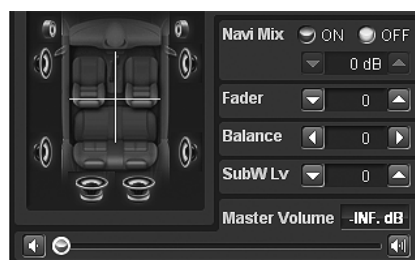 Navi Mix ON OFF
0 dB
Fader 0
Balance 0
SubW Lv 0
Master Volume -INF. dB